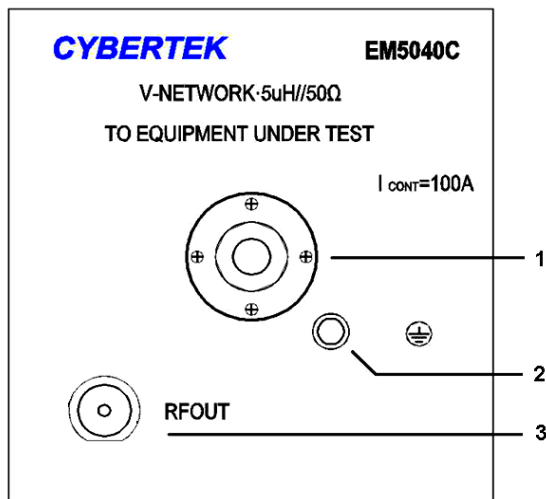 CYBERTEK EM5040C
V-NETWORK·5uH//50Ω
TO EQUIPMENT UNDER TEST
I CONT=100A
1
2
RFOUT
3